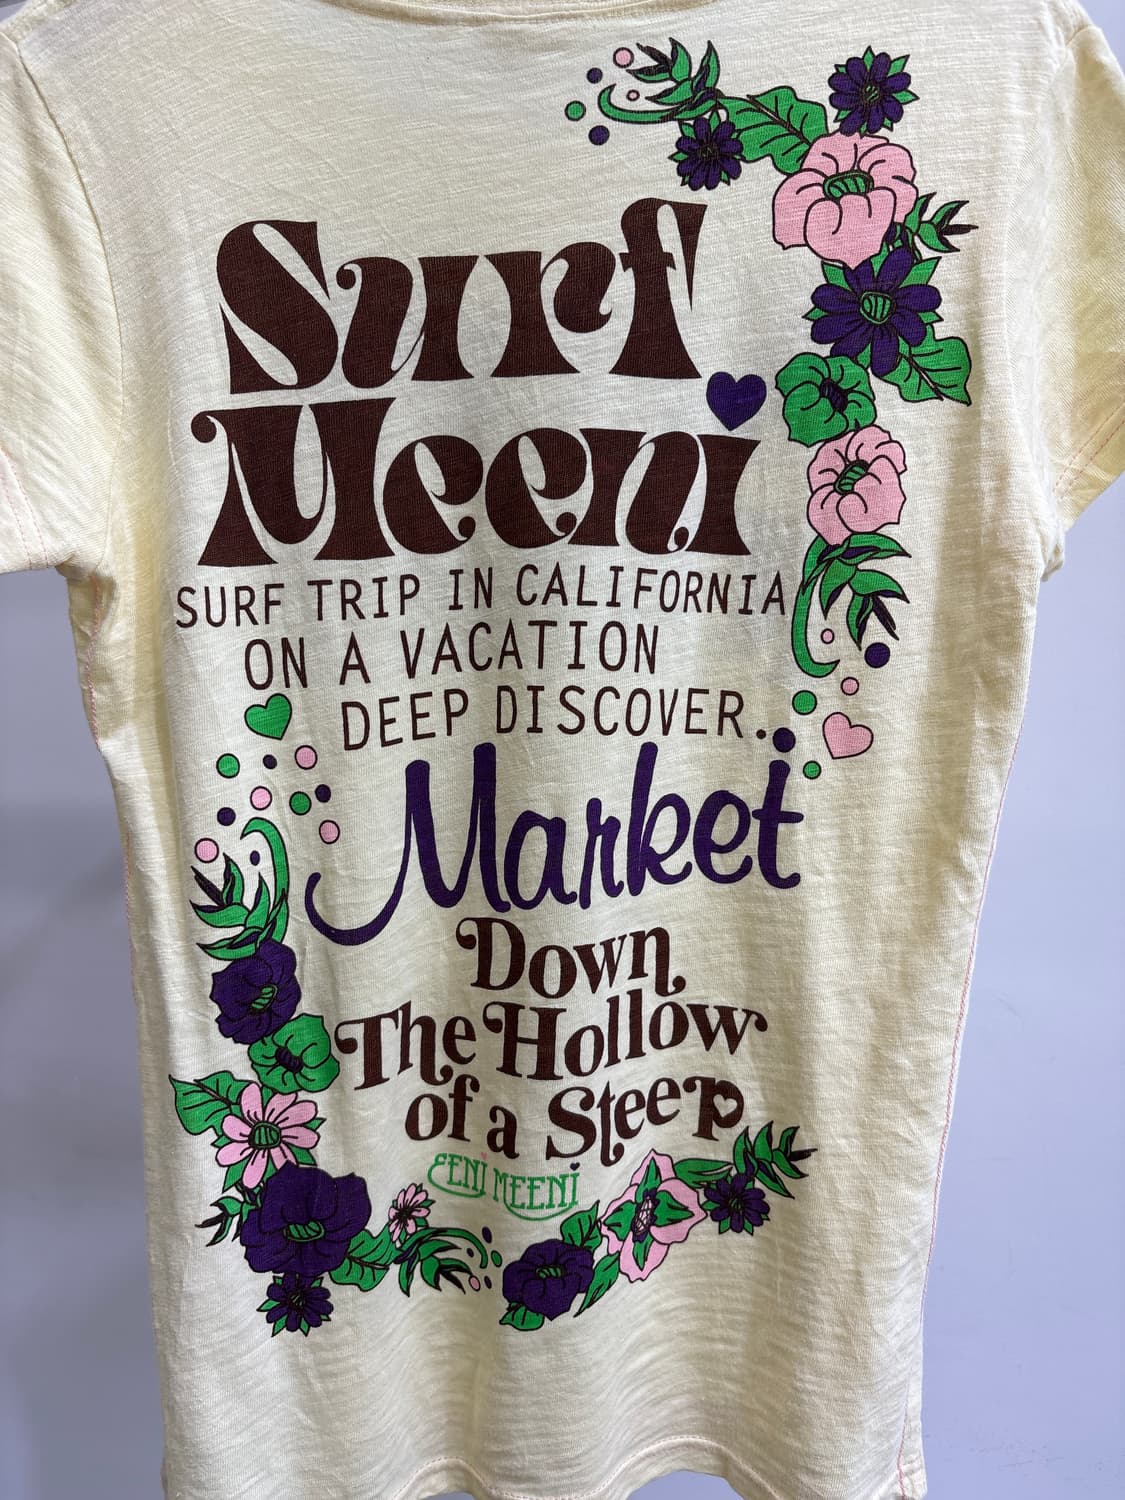 Surf
Meeni
SURF TRIP IN CALIFORNIA
ON A VACATION
DEEP DISCOVER..
Market
Down
The Hollow
of a Steep
EENI MEENI